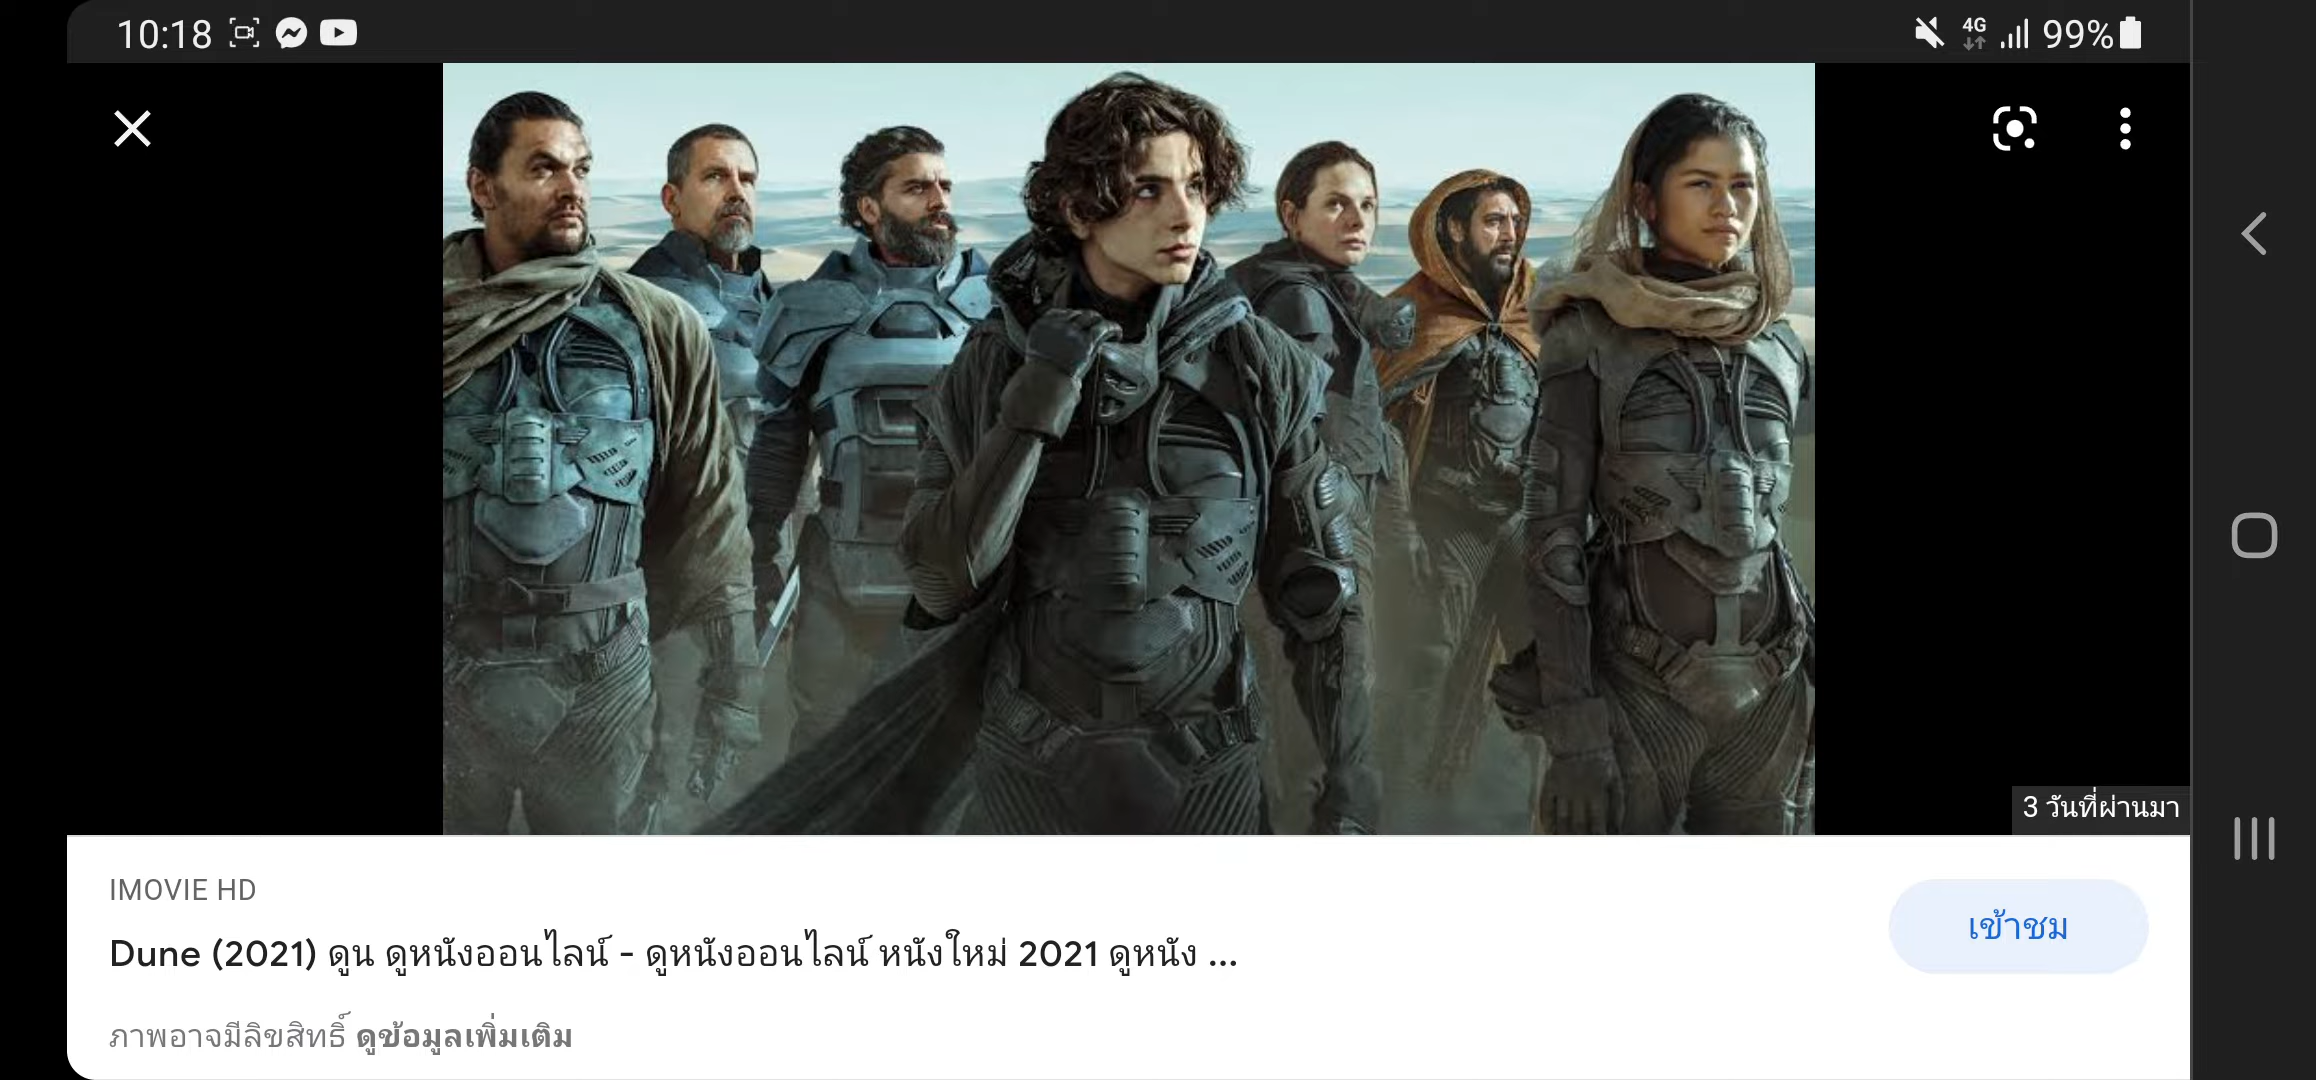 10:18 4G 99%
3 วันที่ผ่านมา
IMOVIE HD
Dune (2021) ดูน ดูหนังออนไลน์ - ดูหนังออนไลน์ หนังใหม่ 2021 ดูหนัง ...
เข้าชม
ภาพอาจมีลิขสิทธิ์ ดูข้อมูลเพิ่มเติม